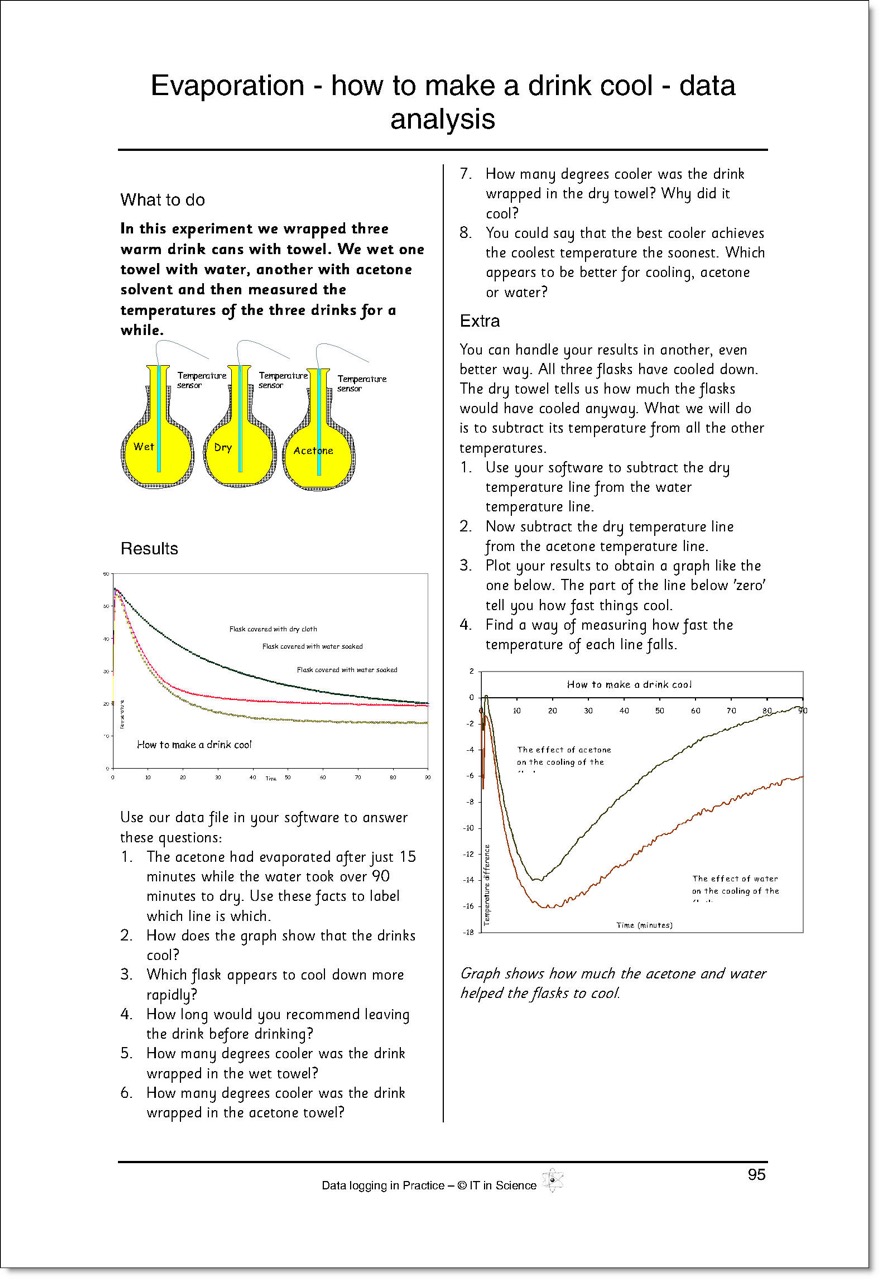 Evaporation - how to make a drink cool - data
analysis
What to do
In this experiment we wrapped three
warm drink cans with towel. We wet one
towel with water, another with acetone
solvent and then measured the
temperatures of the three drinks for a
while.
Temperature
sensor
Temperature
sensor
Temperature
sensor
Wet
Dry
Acetone
Results
60
50
40
30
20
10
0
Temperature
Flask covered with dry cloth
Flask covered with water soaked
Flask covered with water soaked
How to make a drink cool
0 10 20 30 40 Time 50 60 70 80 90
Use our data file in your software to answer
these questions:
1. The acetone had evaporated after just 15
minutes while the water took over 90
minutes to dry. Use these facts to label
which line is which.
2. How does the graph show that the drinks
cool?
3. Which flask appears to cool down more
rapidly?
4. How long would you recommend leaving
the drink before drinking?
5. How many degrees cooler was the drink
wrapped in the wet towel?
6. How many degrees cooler was the drink
wrapped in the acetone towel?
7. How many degrees cooler was the drink
wrapped in the dry towel? Why did it
cool?
8. You could say that the best cooler achieves
the coolest temperature the soonest. Which
appears to be better for cooling, acetone
or water?
Extra
You can handle your results in another, even
better way. All three flasks have cooled down.
The dry towel tells us how much the flasks
would have cooled anyway. What we will do
is to subtract its temperature from all the other
temperatures.
1. Use your software to subtract the dry
temperature line from the water
temperature line.
2. Now subtract the dry temperature line
from the acetone temperature line.
3. Plot your results to obtain a graph like the
one below. The part of the line below 'zero'
tell you how fast things cool.
4. Find a way of measuring how fast the
temperature of each line falls.
2
0
-2
-4
-6
-8
-10
-12
-14
-16
-18
How to make a drink cool
0 10 20 30 40 50 60 70 80 90
The effect of acetone
on the cooling of the
The effect of water
on the cooling of the
Temperature difference
Time (minutes)
Graph shows how much the acetone and water
helped the flasks to cool.
95
Data logging in Practice – © IT in Science